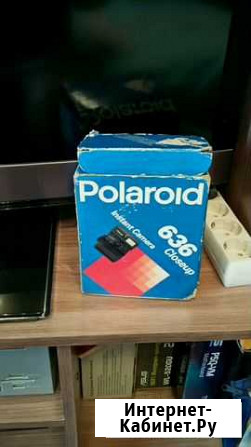 Polaroid
Instant Camera
636
Closeup
Интернет-
Кабинет.Ру